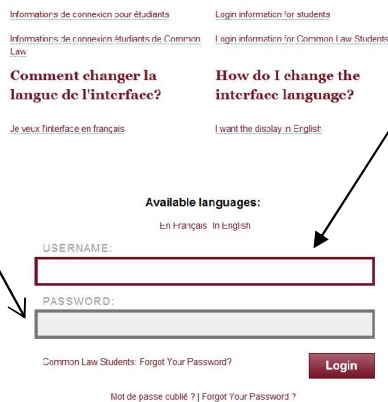 Informations de connexion pour étudiants
Login information for students
Informations de connexion étudiants de Common
Law
Login information for Common Law Students
Comment changer la
langue de l'interface?
How do I change the
interface language?
Je veux l'interface en français
I want the display in English
Available languages:
En Français In English
USERNAME:
PASSWORD:
Common Law Students: Forgot Your Password?
Login
Mot de passe oublié ? | Forgot Your Password ?